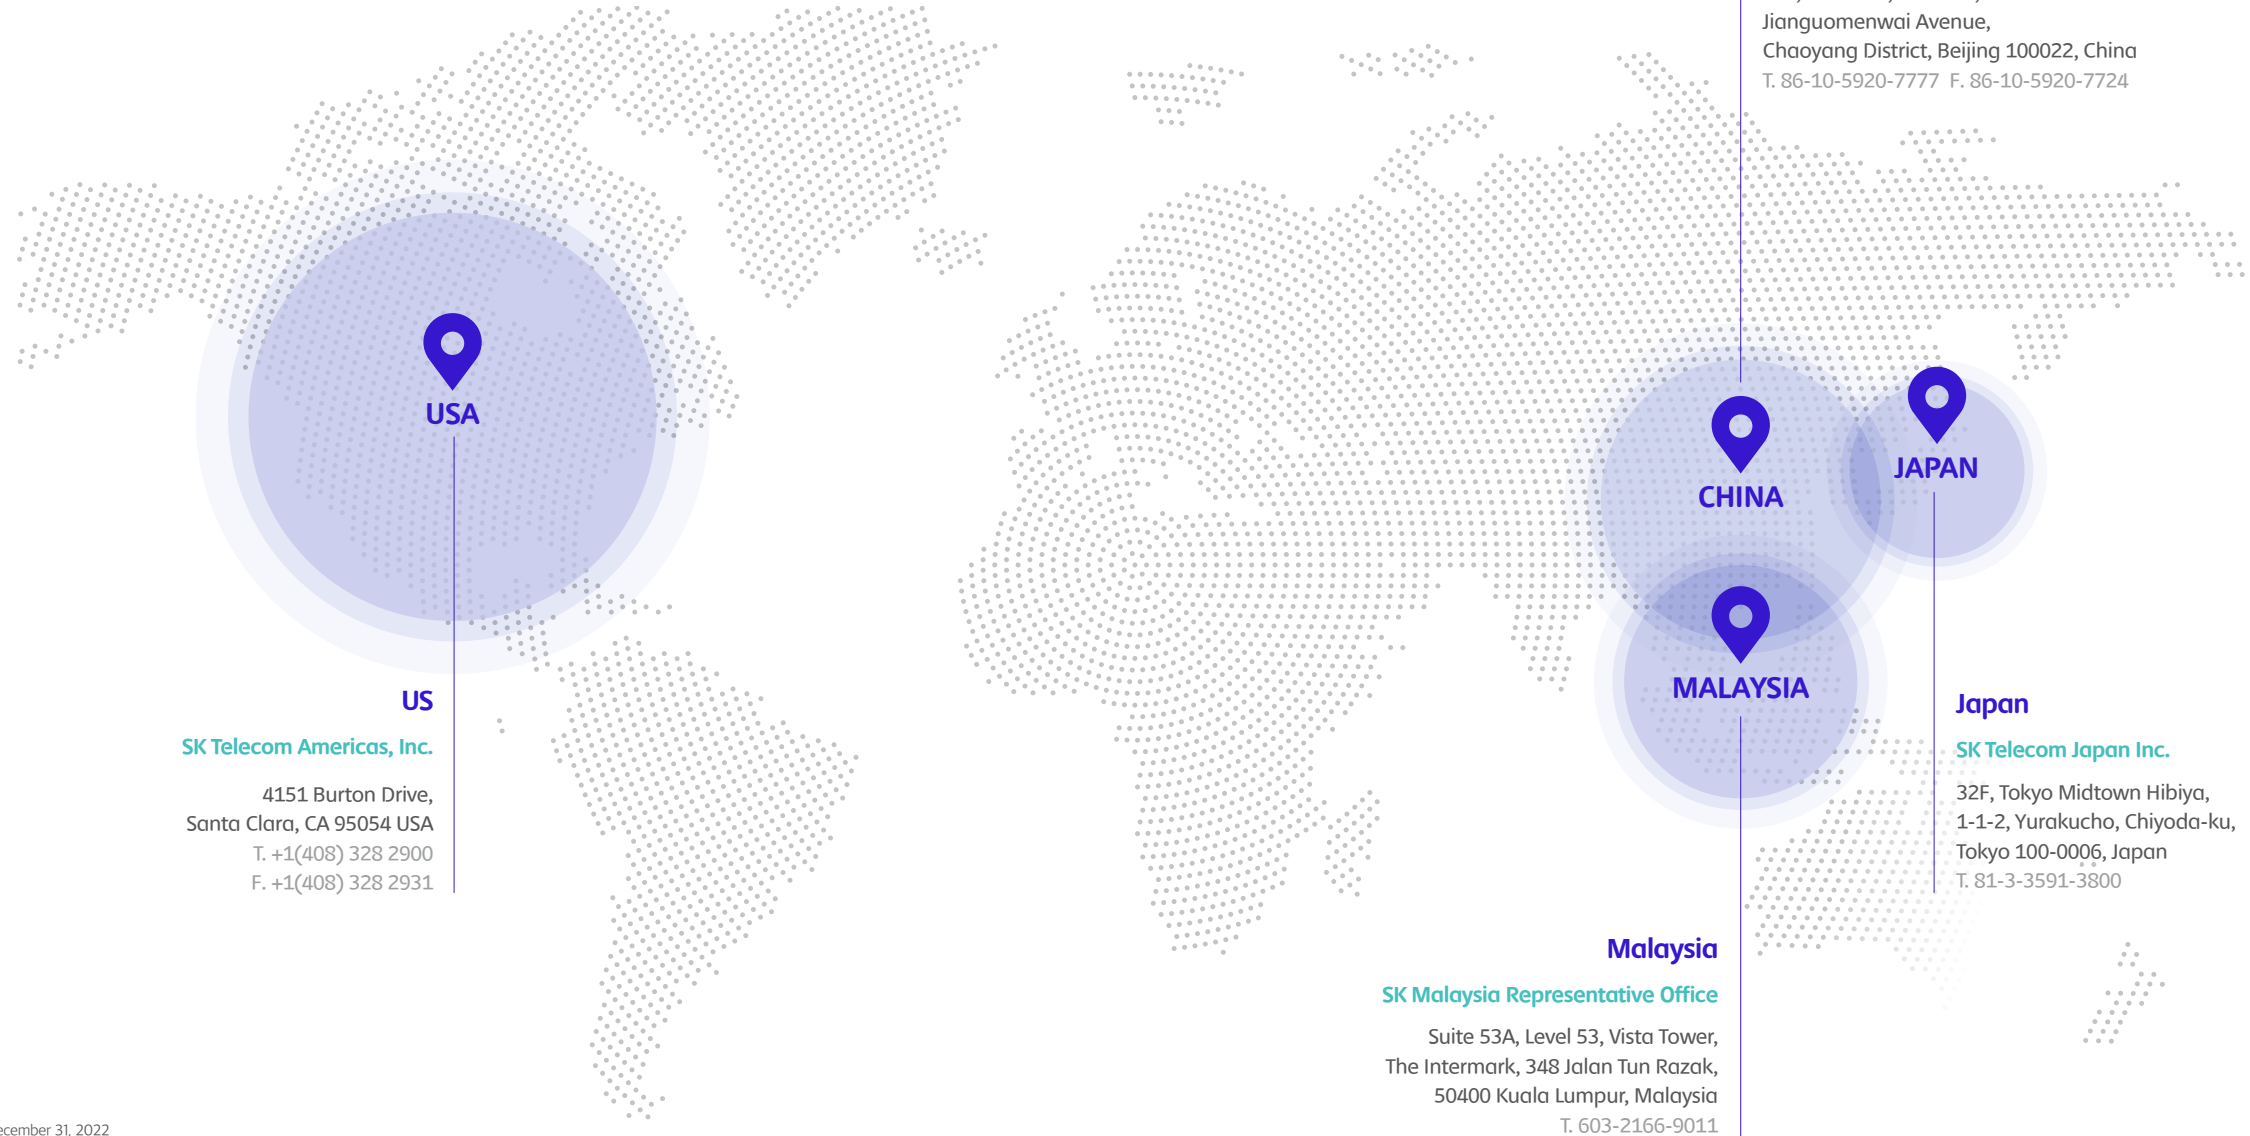 Jianguomenwai Avenue,
Chaoyang District, Beijing 100022, China
T. 86-10-5920-7777 F. 86-10-5920-7724
USA
CHINA
JAPAN
MALAYSIA
US
SK Telecom Americas, Inc.
4151 Burton Drive,
Santa Clara, CA 95054 USA
T. +1(408) 328 2900
F. +1(408) 328 2931
Japan
SK Telecom Japan Inc.
32F, Tokyo Midtown Hibiya,
1-1-2, Yurakucho, Chiyoda-ku,
Tokyo 100-0006, Japan
T. 81-3-3591-3800
Malaysia
SK Malaysia Representative Office
Suite 53A, Level 53, Vista Tower,
The Intermark, 348 Jalan Tun Razak,
50400 Kuala Lumpur, Malaysia
T. 603-2166-9011
31, 2022